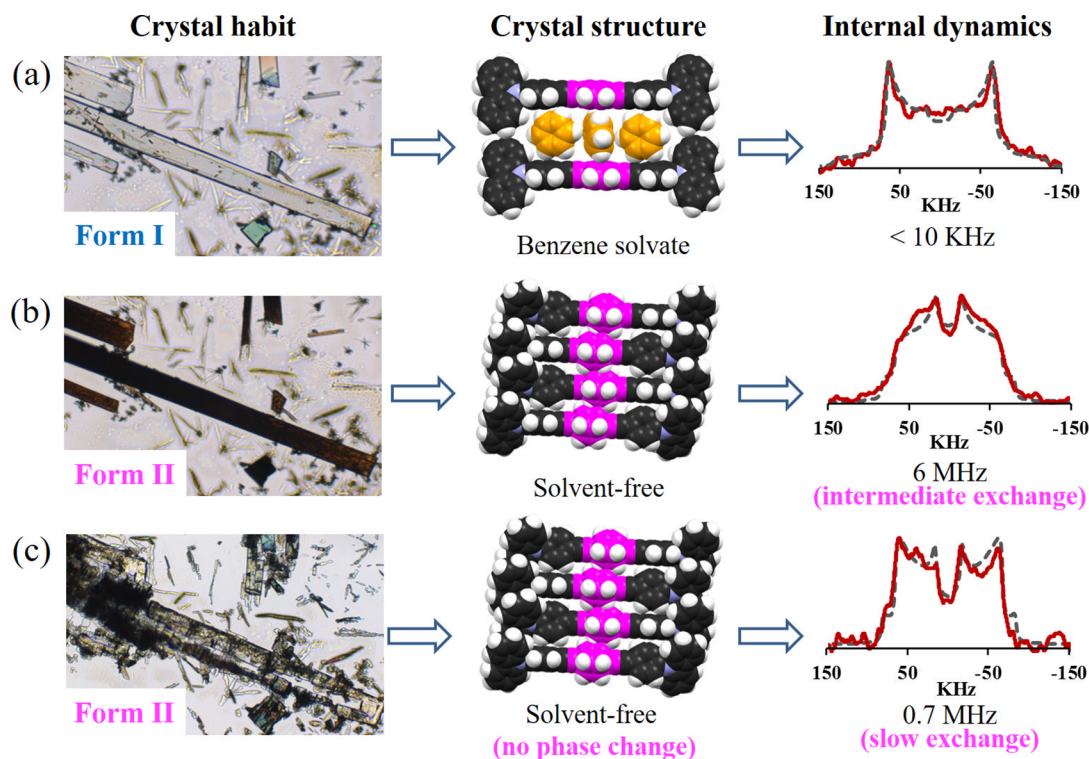 Crystal habit
Crystal structure
Internal dynamics
(a)
Form I
Benzene solvate
150 50 -50 -150
KHz
< 10 KHz
(b)
Form II
Solvent-free
150 50 -50 -150
KHz
6 MHz
(intermediate exchange)
(c)
Form II
Solvent-free
(no phase change)
150 50 -50 -150
KHz
0.7 MHz
(slow exchange)